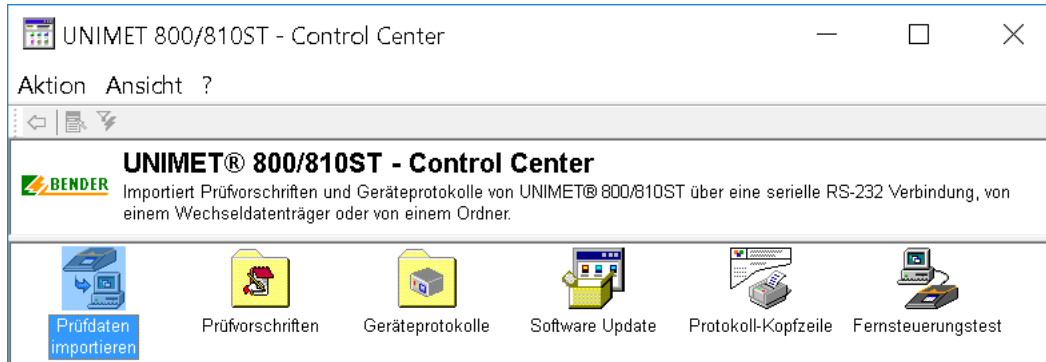 UNIMET 800/810ST - Control Center
Aktion Ansicht ?
UNIMET® 800/810ST - Control Center
BENDER
Importiert Prüfvorschriften und Geräteprotokolle von UNIMET® 800/810ST über eine serielle RS-232 Verbindung, von
einem Wechseldatenträger oder von einem Ordner.
Prüfdaten importieren
Prüfvorschriften
Geräteprotokolle
Software Update
Protokoll-Kopfzeile
Fernsteuerungstest